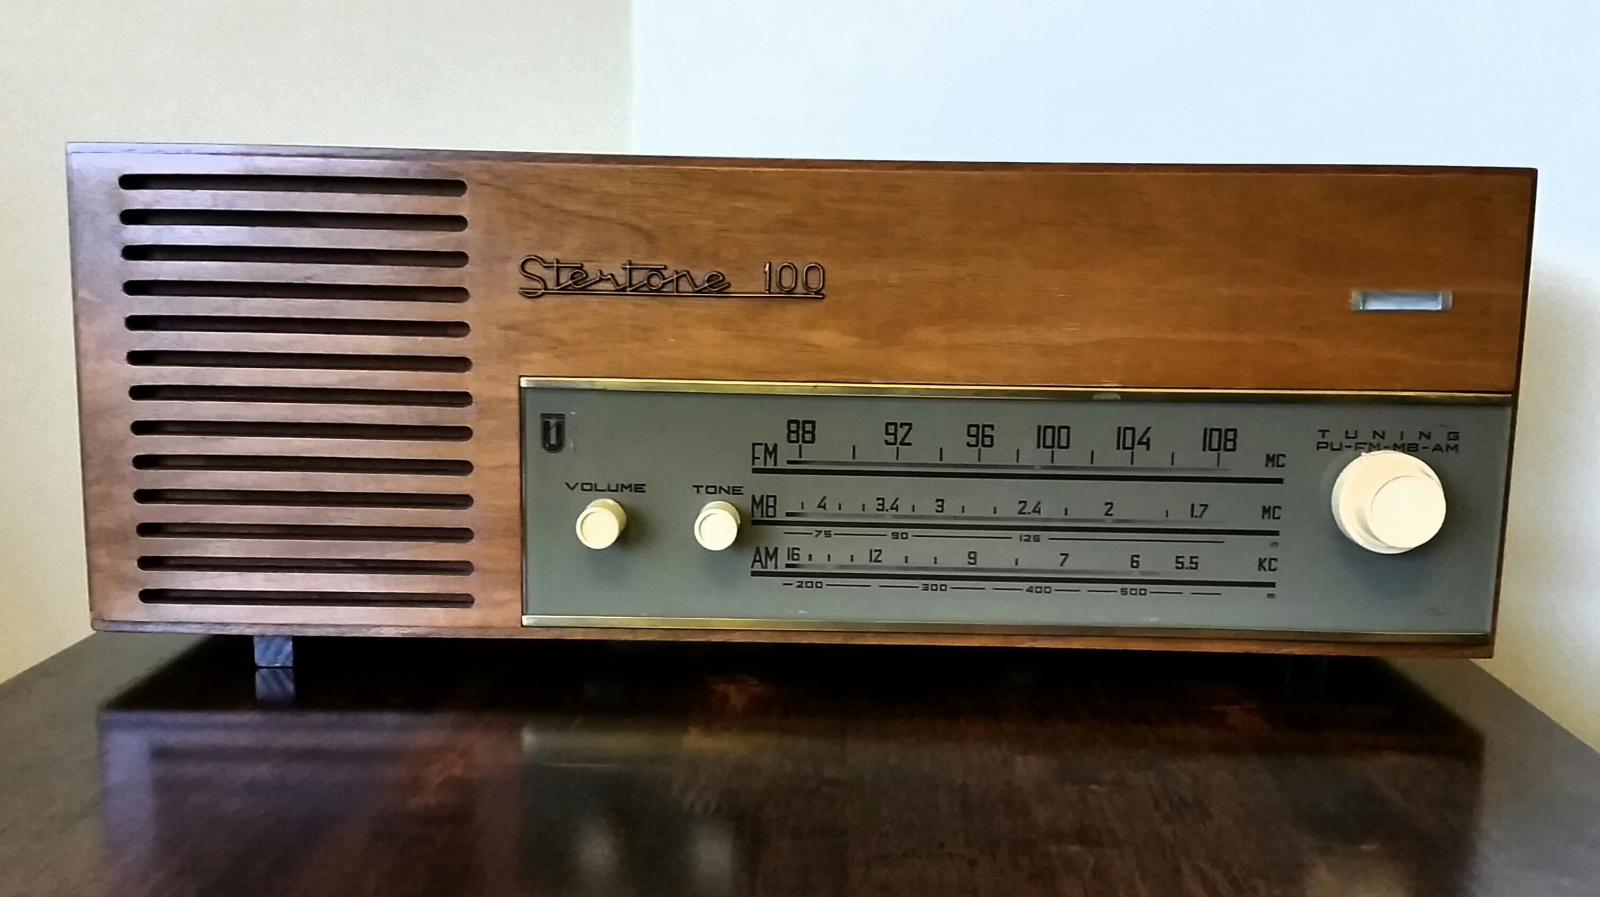 Stertone 100
VOLUME
TONE
FM 88 92 96 100 104 108 MC
MB 4 3.4 3 2.4 2 1.7 MC
75 90 125 m
AM 16 12 9 7 6 5.5 KC
200 300 400 500 m
TUNING
PU-FM-MB-AM